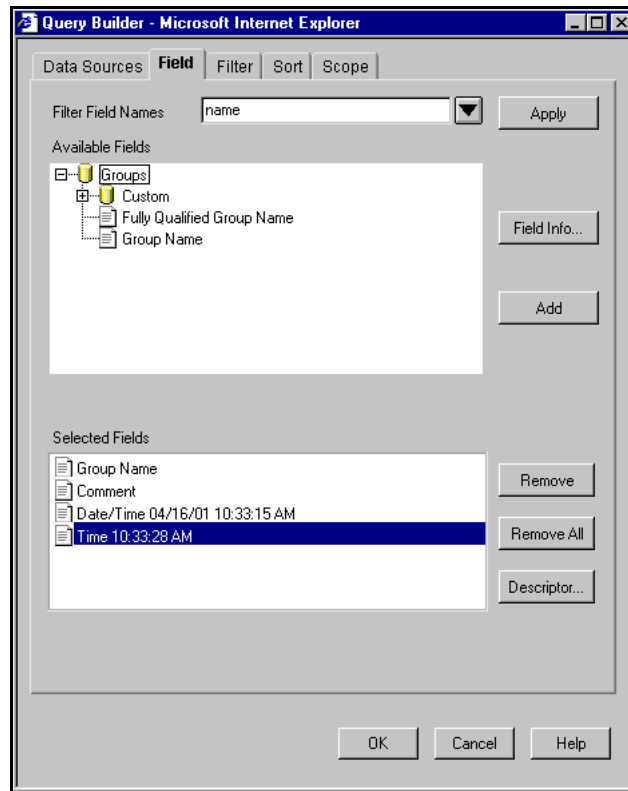 Query Builder - Microsoft Internet Explorer
Data Sources Field Filter Sort Scope
Filter Field Names name Apply
Available Fields
Groups
Custom
Fully Qualified Group Name
Group Name
Field Info...
Add
Selected Fields
Group Name
Comment
Date/Time 04/16/01 10:33:15 AM
Time 10:33:28 AM
Remove
Remove All
Descriptor...
OK Cancel Help